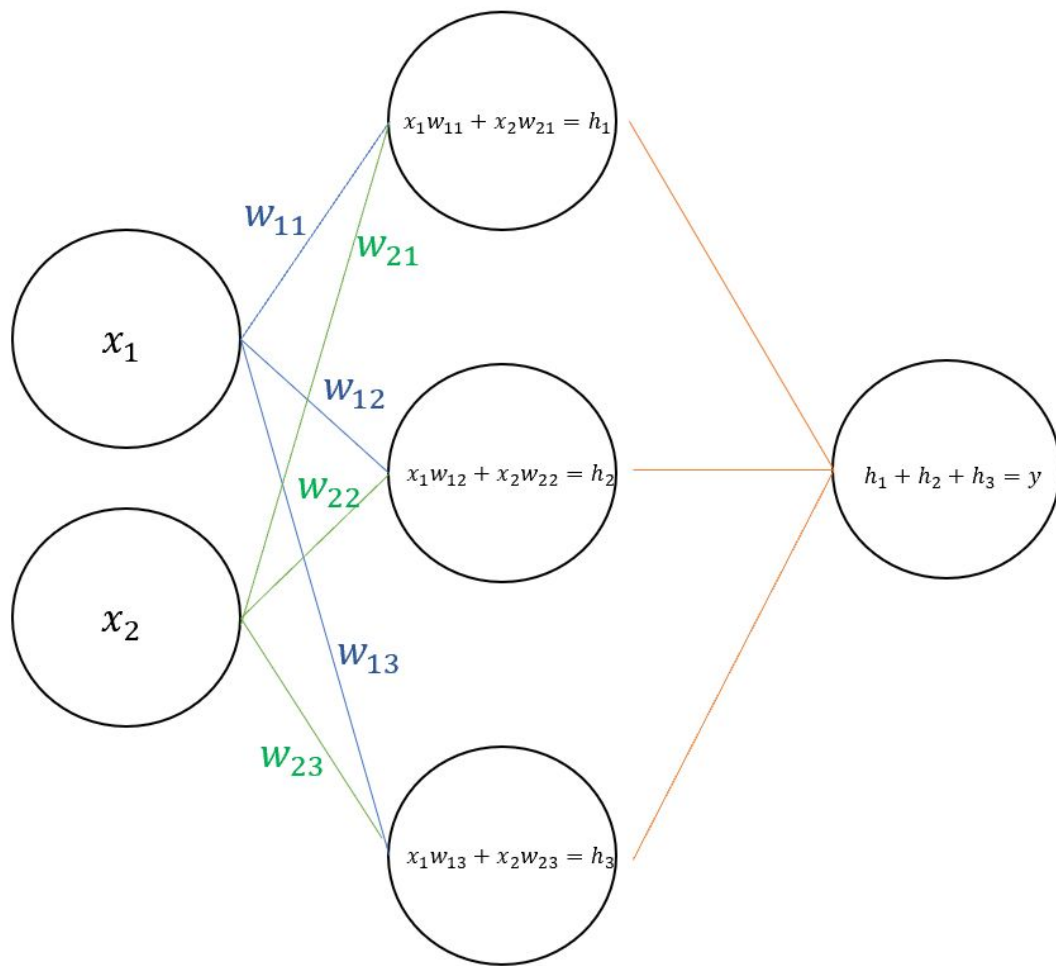 x₁w₁₁ + x₂w₂₁ = h₁
w₁₁
w₂₁
x₁
w₁₂
x₁w₁₂ + x₂w₂₂ = h₂
h₁ + h₂ + h₃ = y
w₂₂
x₂
w₁₃
w₂₃
x₁w₁₃ + x₂w₂₃ = h₃